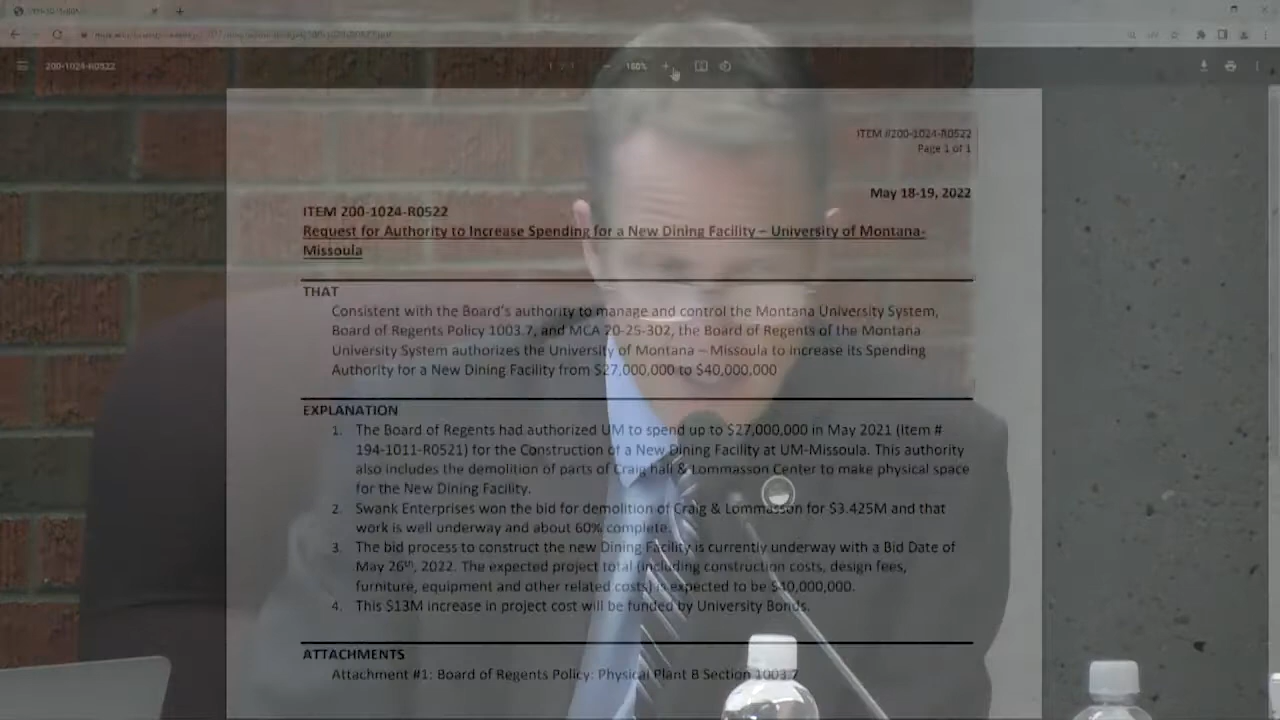 200-1024-R0522
1 / 1
160%
ITEM #200-1024-R0522
Page 1 of 1
May 18-19, 2022
ITEM 200-1024-R0522
Request for Authority to Increase Spending for a New Dining Facility – University of Montana-
Missoula
THAT
Consistent with the Board's authority to manage and control the Montana University System,
Board of Regents Policy 1003.7, and MCA 20-25-302, the Board of Regents of the Montana
University System authorizes the University of Montana – Missoula to increase its Spending
Authority for a New Dining Facility from $27,000,000 to $40,000,000
EXPLANATION
1. The Board of Regents had authorized UM to spend up to $27,000,000 in May 2021 (Item #
194-1011-R0521) for the Construction of a New Dining Facility at UM-Missoula. This authority
also includes the demolition of parts of Craig hall & Lommasson Center to make physical space
for the New Dining Facility.
2. Swank Enterprises won the bid for demolition of Craig & Lommasson for $3.425M and that
work is well underway and about 60% complete.
3. The bid process to construct the new Dining Facility is currently underway with a Bid Date of
May 26th, 2022. The expected project total (including construction costs, design fees,
furniture, equipment and other related costs) is expected to be $40,000,000.
4. This $13M increase in project cost will be funded by University Bonds.
ATTACHMENTS
Attachment #1: Board of Regents Policy: Physical Plant B Section 1003.7